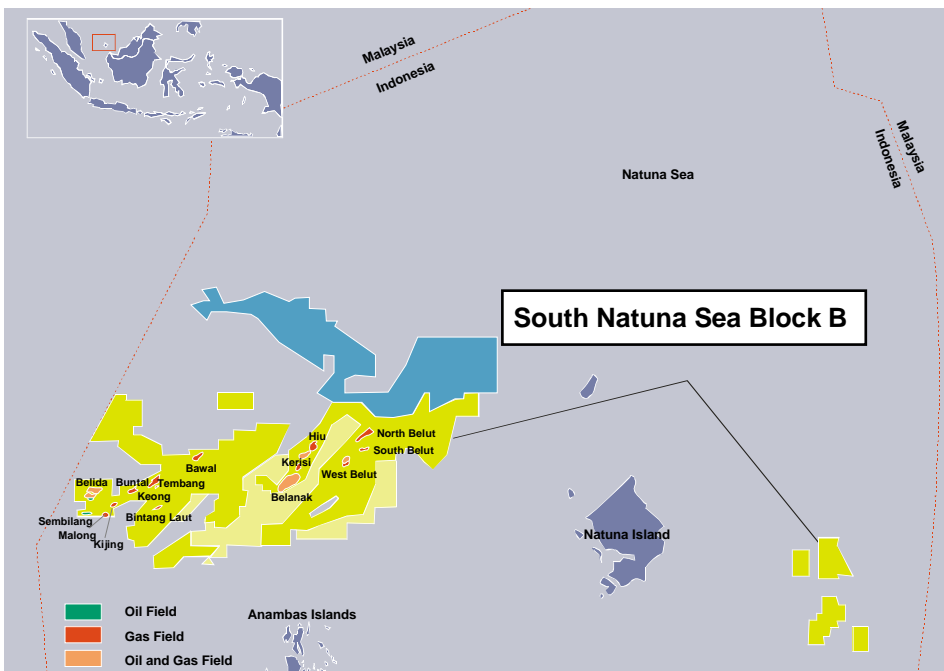 Malaysia
Indonesia
Malaysia
Indonesia
Natuna Sea
South Natuna Sea Block B
Hiu
North Belut
South Belut
Kerisi
West Belut
Bawal
Belanak
Belida
Buntal
Tembang
Keong
Bintang Laut
Sembilang
Malong
Kijing
Natuna Island
Anambas Islands
Oil Field
Gas Field
Oil and Gas Field